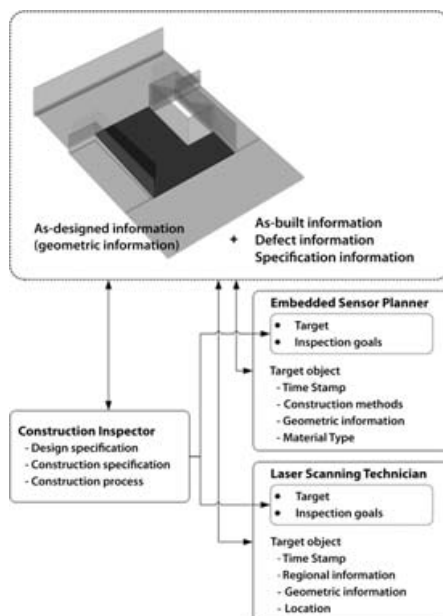 As-designed information
(geometric information)
+
As-built information
Defect information
Specification information
Embedded Sensor Planner
• Target
• Inspection goals
Target object
- Time Stamp
- Construction methods
- Geometric information
- Material Type
Construction Inspector
- Design specification
- Construction specification
- Construction process
Laser Scanning Technician
• Target
• Inspection goals
Target object
- Time Stamp
- Regional information
- Geometric information
- Location